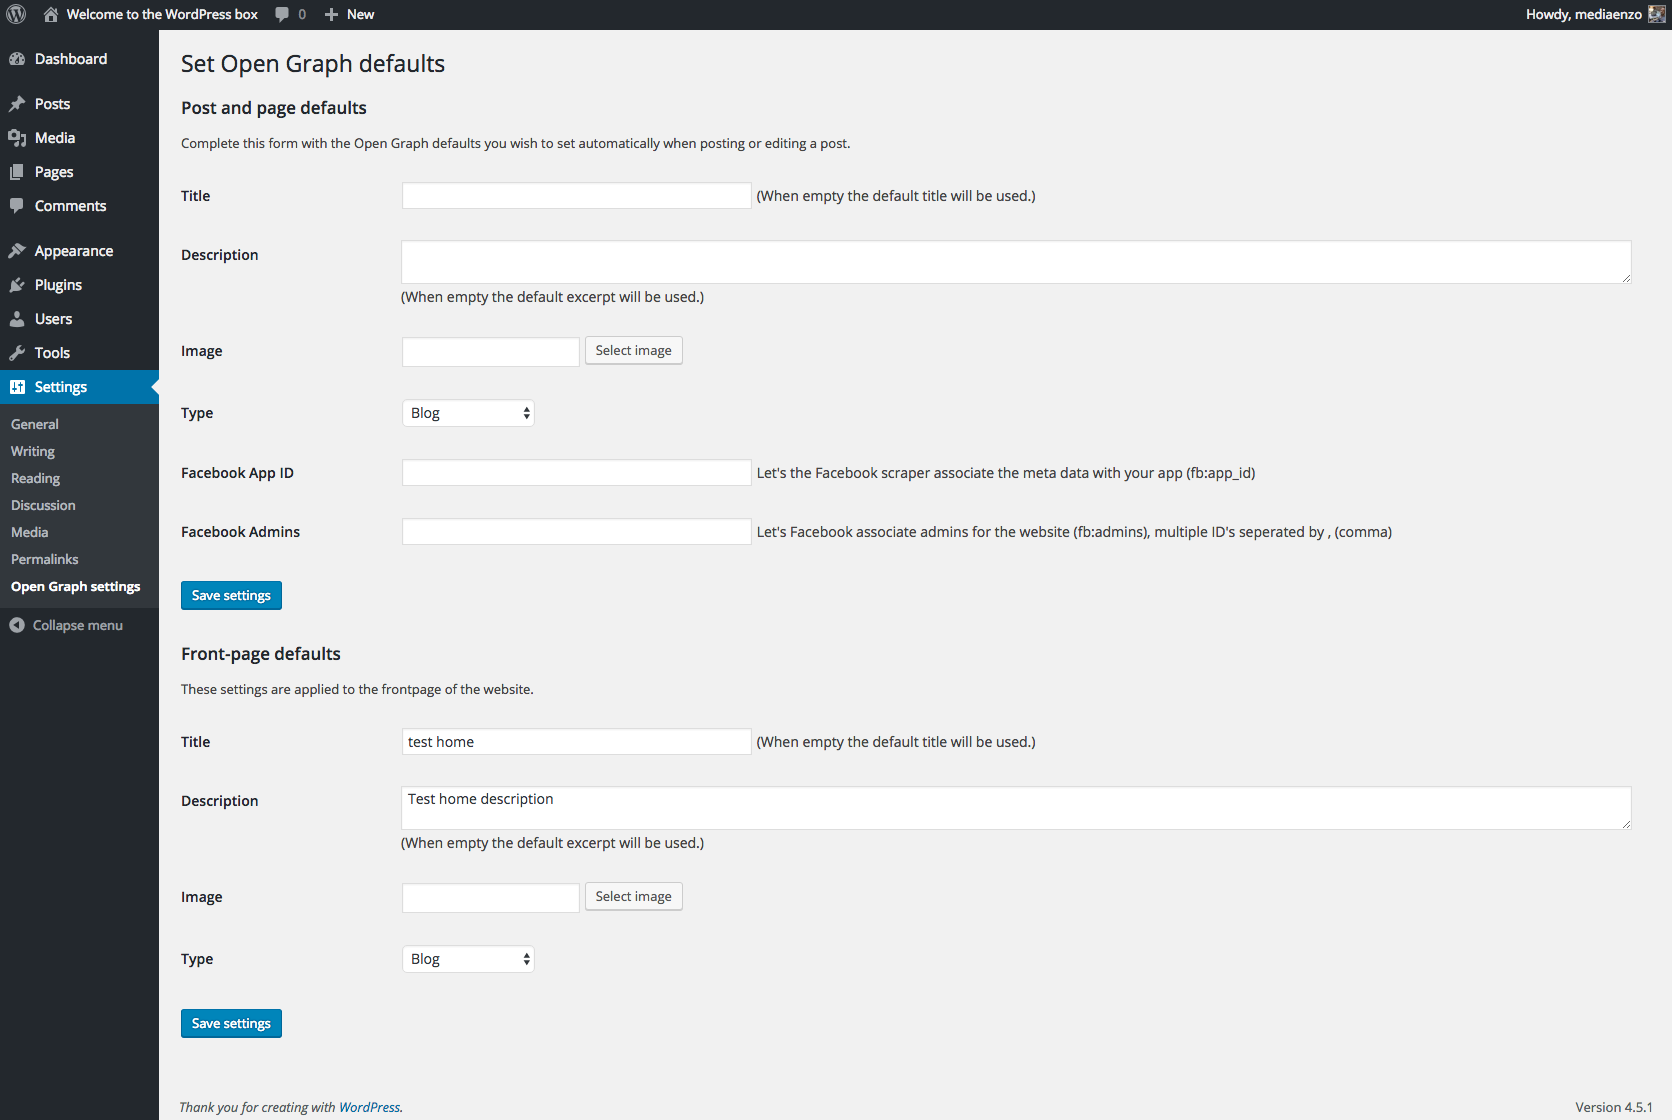 Welcome to the WordPress box 0 New Howdy, mediaenzo
Dashboard
Posts
Media
Pages
Comments
Appearance
Plugins
Users
Tools
Settings
General
Writing
Reading
Discussion
Media
Permalinks
Open Graph settings
Collapse menu
Set Open Graph defaults
Post and page defaults
Complete this form with the Open Graph defaults you wish to set automatically when posting or editing a post.
Title (When empty the default title will be used.)
Description
(When empty the default excerpt will be used.)
Image Select image
Type Blog
Facebook App ID Let's the Facebook scraper associate the meta data with your app (fb:app_id)
Facebook Admins Let's Facebook associate admins for the website (fb:admins), multiple ID's seperated by , (comma)
Save settings
Front-page defaults
These settings are applied to the frontpage of the website.
Title test home (When empty the default title will be used.)
Description Test home description
(When empty the default excerpt will be used.)
Image Select image
Type Blog
Save settings
Thank you for creating with WordPress. Version 4.5.1